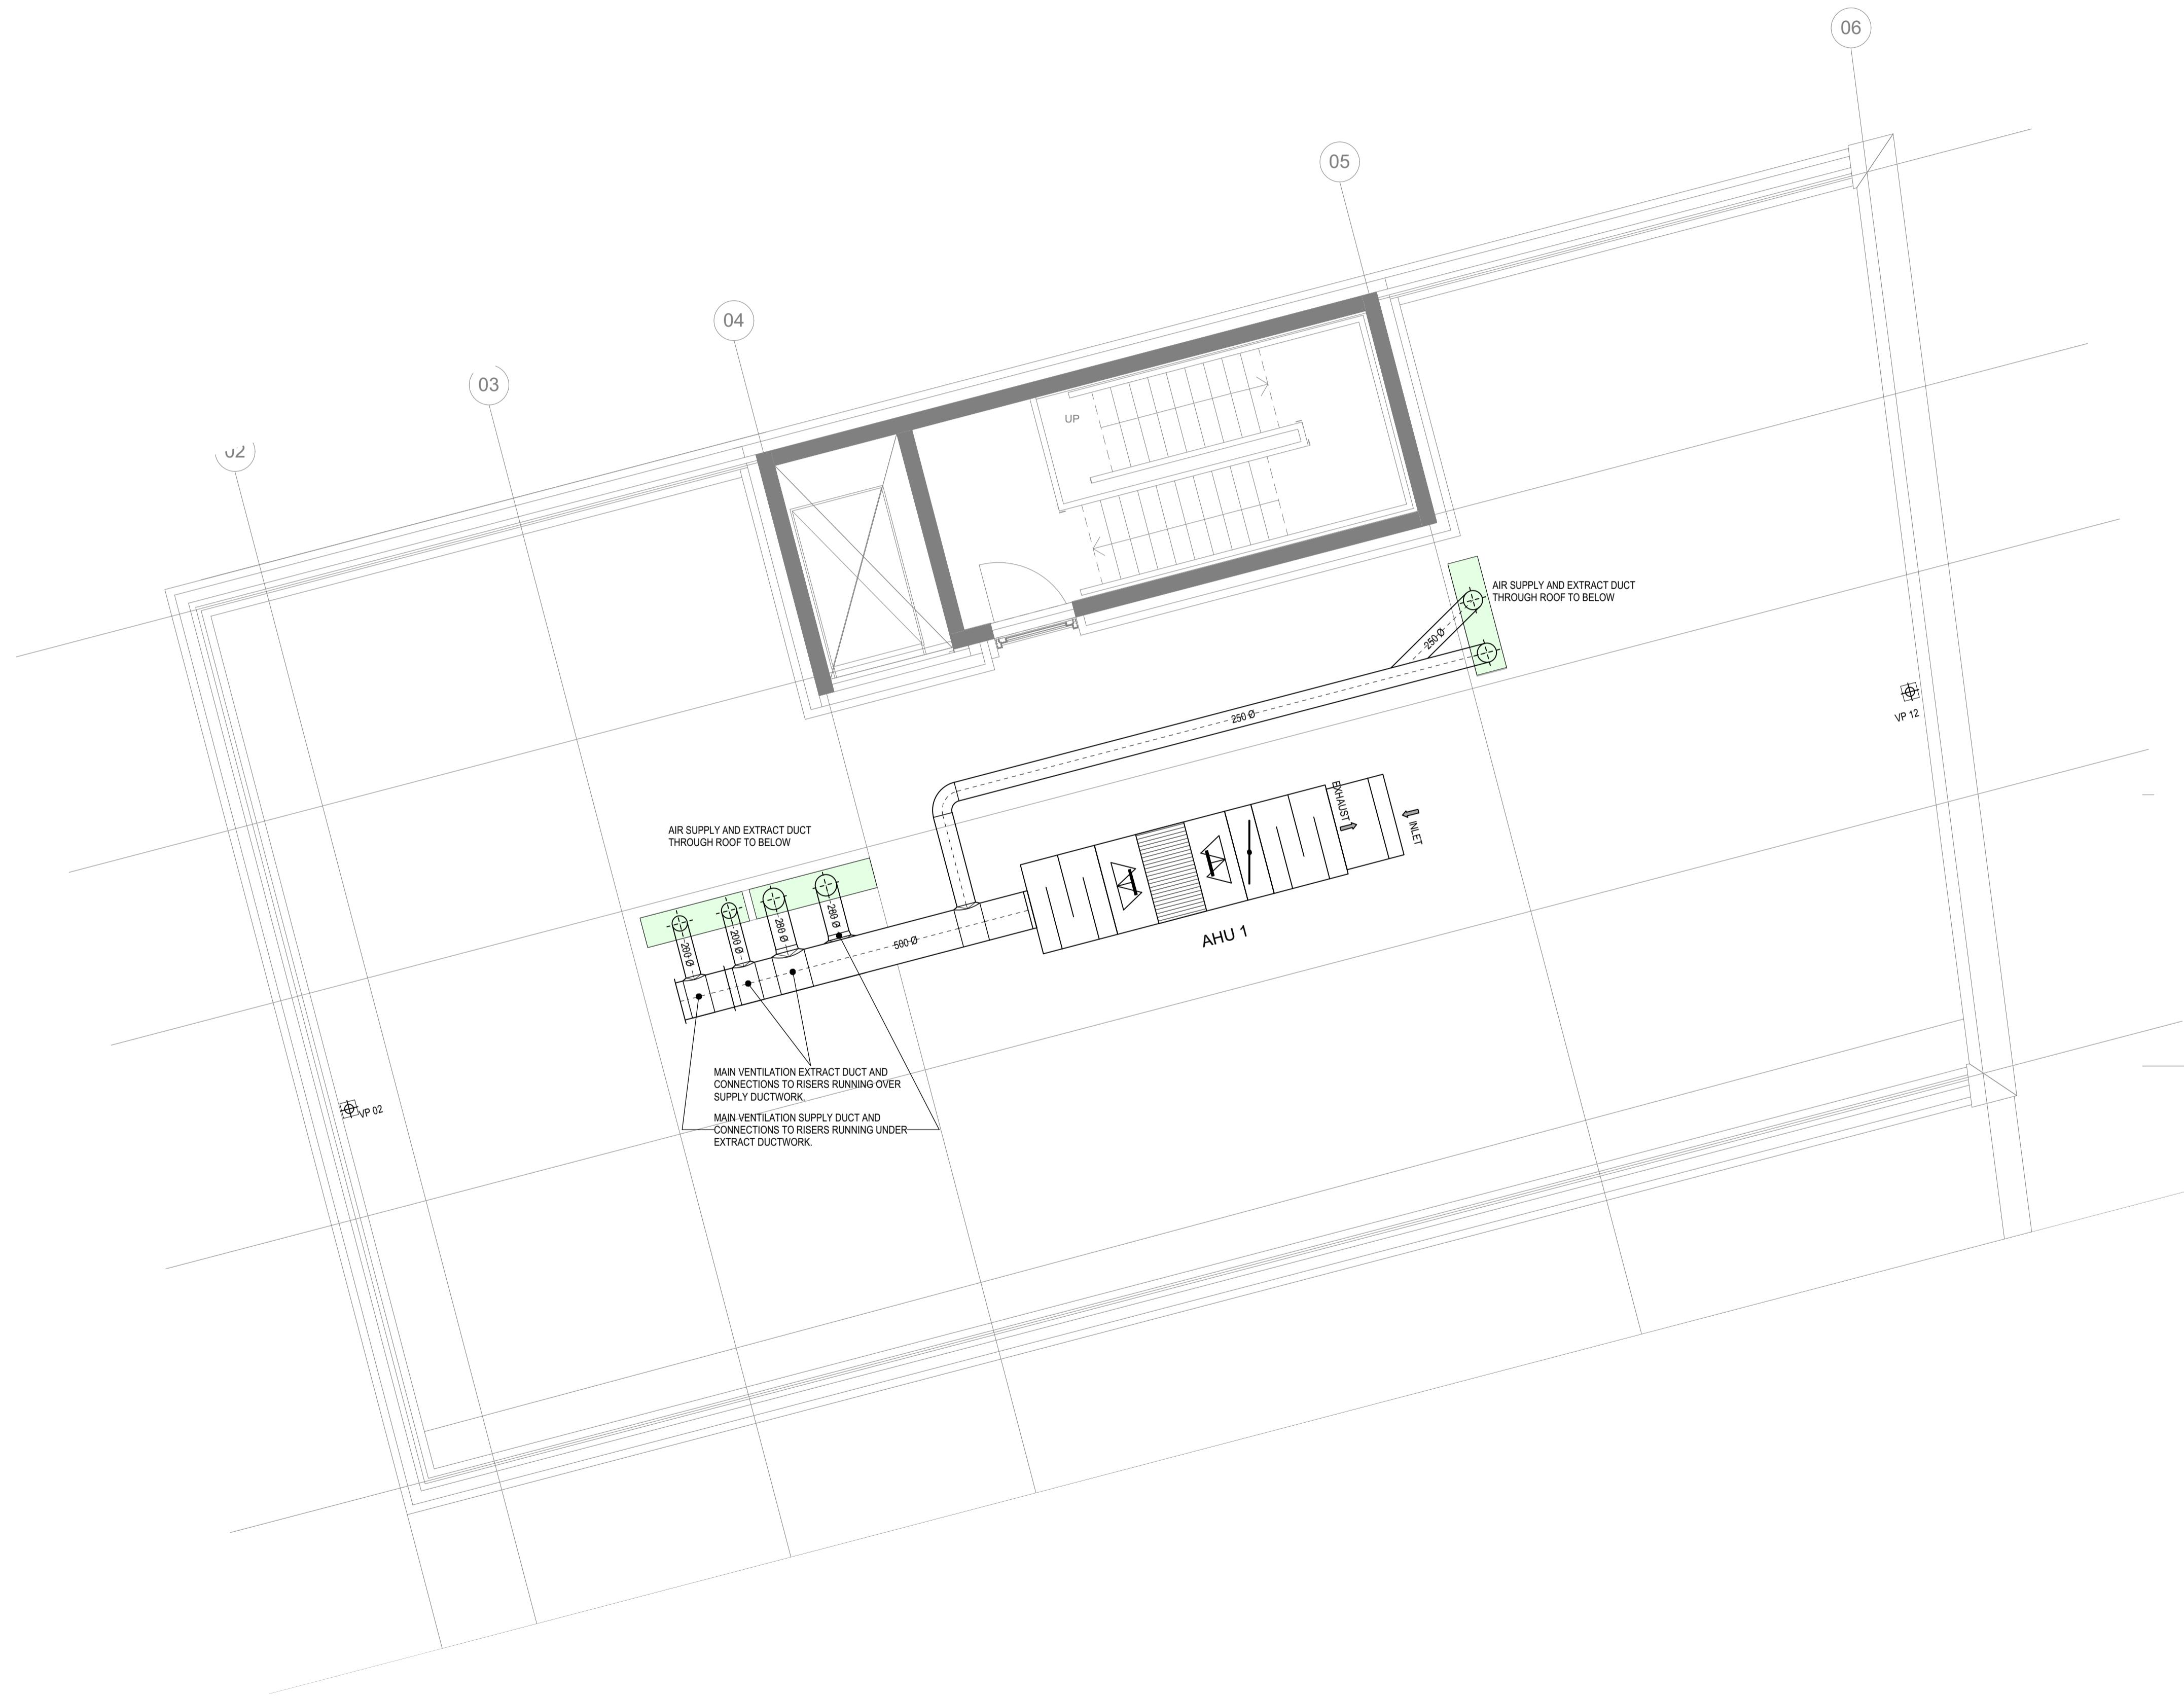 06
05
04
03
02
UP
AIR SUPPLY AND EXTRACT DUCT
THROUGH ROOF TO BELOW
250 Ø
250 Ø
VP 12
EXHAUST
INLET
AIR SUPPLY AND EXTRACT DUCT
THROUGH ROOF TO BELOW
200 Ø
200 Ø
280 Ø
280 Ø
500 Ø
AHU 1
MAIN VENTILATION EXTRACT DUCT AND
CONNECTIONS TO RISERS RUNNING OVER
SUPPLY DUCTWORK.
MAIN VENTILATION SUPPLY DUCT AND
CONNECTIONS TO RISERS RUNNING UNDER
EXTRACT DUCTWORK.
VP 02